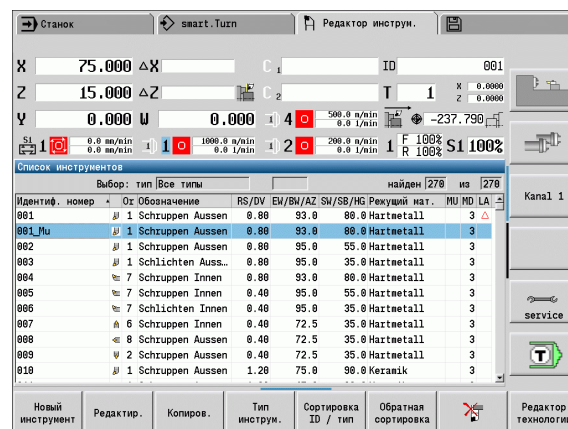 Станок smart.Turn Редактор инструм.
X 75.000 △X C 1 ID 001
Z 15.000 △Z C 2 T 1 X 0.0000 Z 0.0000
Y 0.000 W 0.000 4 500.0 m/min 0.0 1/min -237.790
S1 1 0.0 mm/min 0.0 mm/min 1 1000.0 m/min 0.0 1/min 2 200.0 m/min 0.0 1/min 1 F 100% R 100% S1 100%
Список инструментов
Выбор: тип Все типы найден 270 из 270
Идентиф. номер Or Обозначение RS/DV EW/BW/AZ SW/SB/HG Режущий мат. MU MD LA
001 1 Schruppen Aussen 0.80 93.0 80.0 Hartmetall 3
001_Mu 1 Schruppen Aussen 0.80 93.0 80.0 Hartmetall 3
002 1 Schruppen Aussen 0.80 95.0 55.0 Hartmetall 3
003 1 Schlichten Auss… 0.80 95.0 35.0 Hartmetall 3
004 7 Schruppen Innen 0.80 93.0 80.0 Hartmetall 3
005 7 Schruppen Innen 0.40 95.0 55.0 Hartmetall 3
006 7 Schlichten Innen 0.40 95.0 35.0 Hartmetall 3
007 6 Schruppen Innen 0.40 72.5 35.0 Hartmetall 3
008 8 Schruppen Aussen 0.40 72.5 35.0 Hartmetall 3
009 2 Schruppen Aussen 0.40 72.5 35.0 Hartmetall 3
010 1 Schruppen Aussen 1.20 75.0 90.0 Keramik 3
Kanal 1
service
T
Новый инструмент
Редактир.
Копиров.
Тип инструм.
Сортировка ID / тип
Обратная сортировка
Редактор технологии